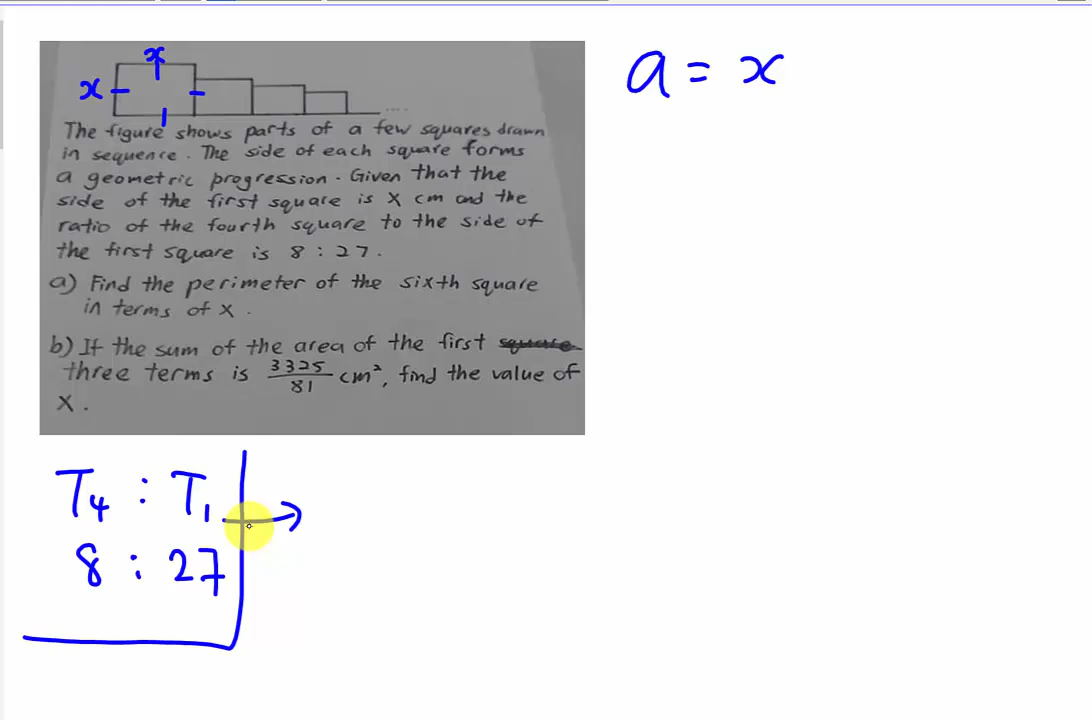 x
x
a = x
The figure shows parts of a few squares drawn
in sequence. The side of each square forms
a geometric progression. Given that the
side of the first square is X cm and the
ratio of the fourth square to the side of
the first square is 8 : 27.
a) Find the perimeter of the sixth square
in terms of X.
b) If the sum of the area of the first square
three terms is 3325/81 cm², find the value of
X.
T₄ : T₁
8 : 27